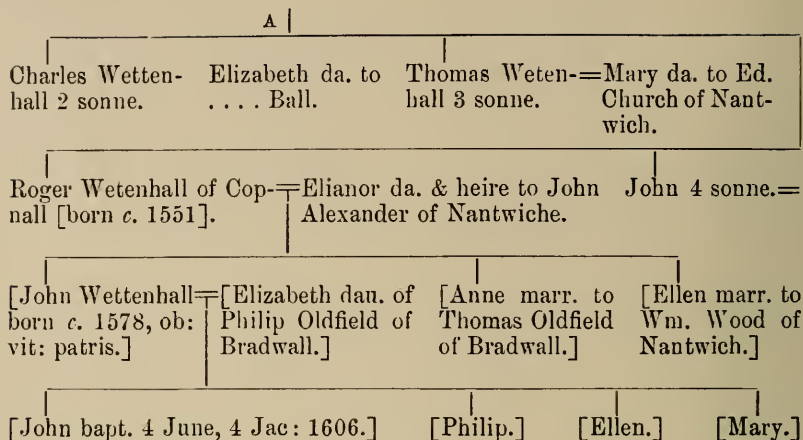 A
Charles Wetten- Elizabeth da. to Thomas Weten-=Mary da. to Ed.
hall 2 sonne. . . . . Ball. hall 3 sonne. Church of Nant-
wich.
Roger Wetenhall of Cop-=Elianor da. & heire to John John 4 sonne.=
nall [born c. 1551]. Alexander of Nantwiche.
[John Wettenhall=[Elizabeth dau. of [Anne marr. to [Ellen marr. to
born c. 1578, ob: Philip Oldfield of Thomas Oldfield Wm. Wood of
vit: patris.] Bradwall.] of Bradwall.] Nantwich.]
[John bapt. 4 June, 4 Jac: 1606.] [Philip.] [Ellen.] [Mary.]